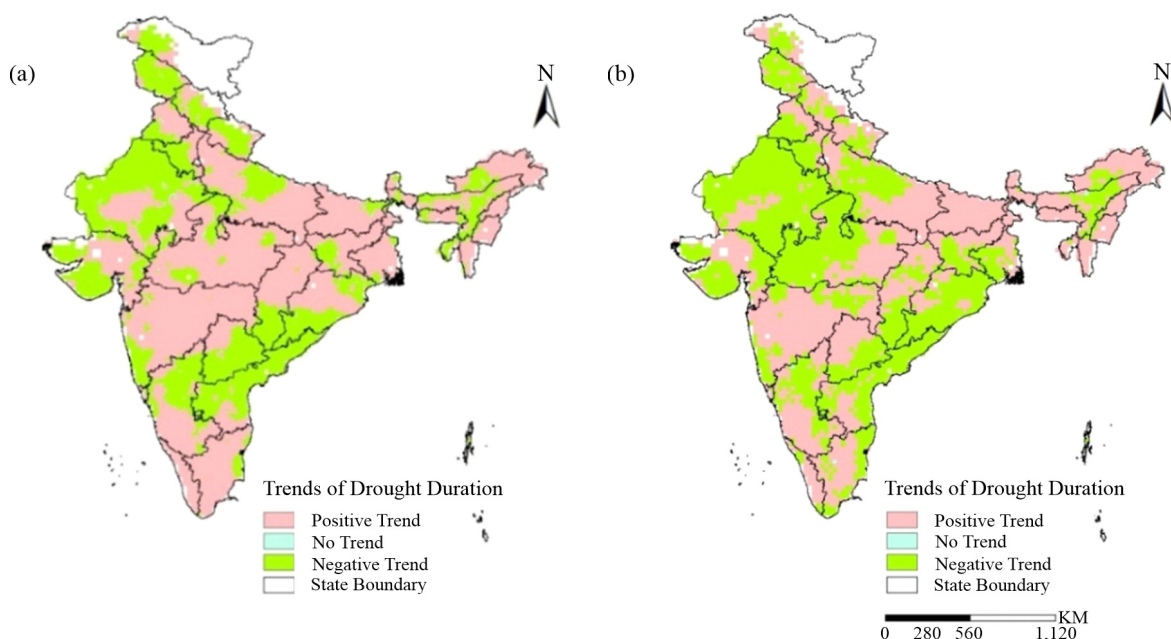 (a)
N
Trends of Drought Duration
Positive Trend
No Trend
Negative Trend
State Boundary
(b)
N
Trends of Drought Duration
Positive Trend
No Trend
Negative Trend
State Boundary
KM
0 280 560 1,120